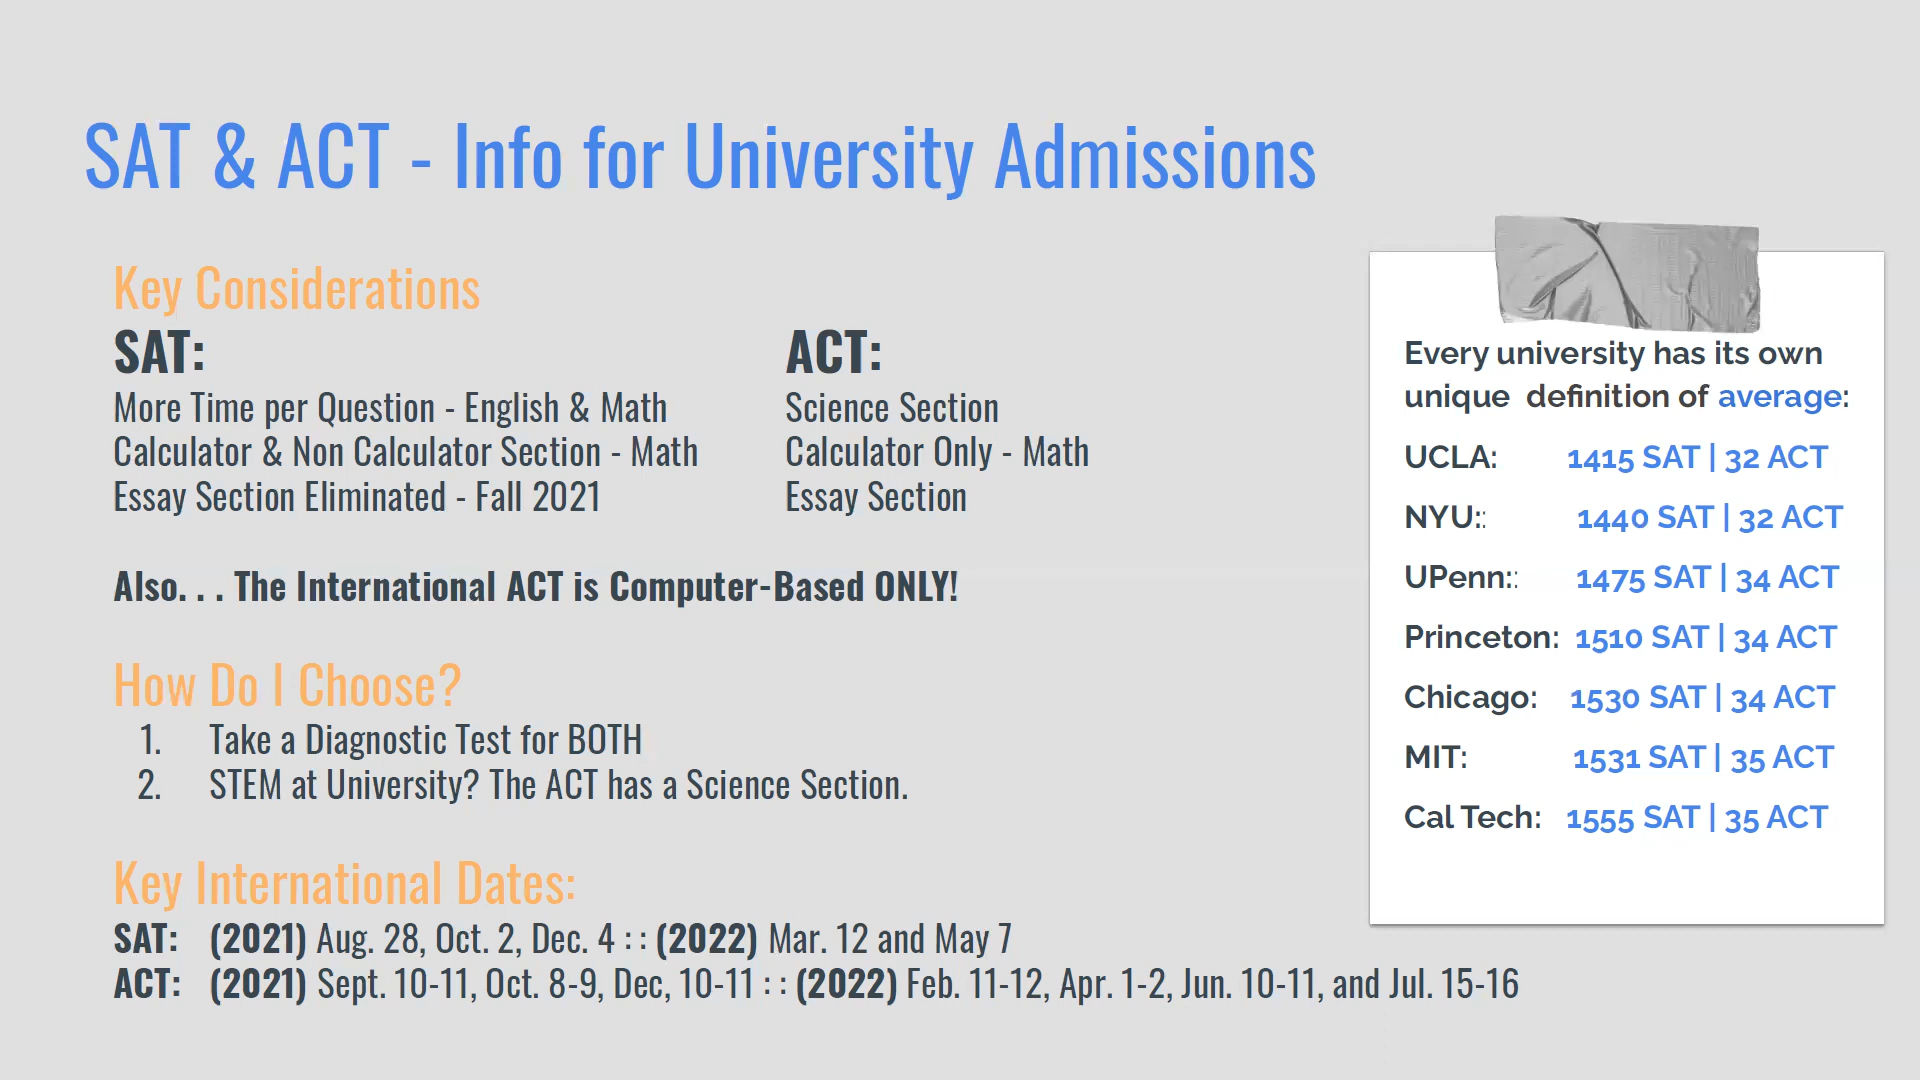 SAT & ACT - Info for University Admissions
Key Considerations
SAT:
More Time per Question - English & Math
Calculator & Non Calculator Section - Math
Essay Section Eliminated - Fall 2021
ACT:
Science Section
Calculator Only - Math
Essay Section
Also. . . The International ACT is Computer-Based ONLY!
How Do I Choose?
1. Take a Diagnostic Test for BOTH
2. STEM at University? The ACT has a Science Section.
Key International Dates:
SAT: (2021) Aug. 28, Oct. 2, Dec. 4 : : (2022) Mar. 12 and May 7
ACT: (2021) Sept. 10-11, Oct. 8-9, Dec, 10-11 : : (2022) Feb. 11-12, Apr. 1-2, Jun. 10-11, and Jul. 15-16
Every university has its own
unique definition of average:
UCLA: 1415 SAT | 32 ACT
NYU:: 1440 SAT | 32 ACT
UPenn:: 1475 SAT | 34 ACT
Princeton: 1510 SAT | 34 ACT
Chicago: 1530 SAT | 34 ACT
MIT: 1531 SAT | 35 ACT
Cal Tech: 1555 SAT | 35 ACT